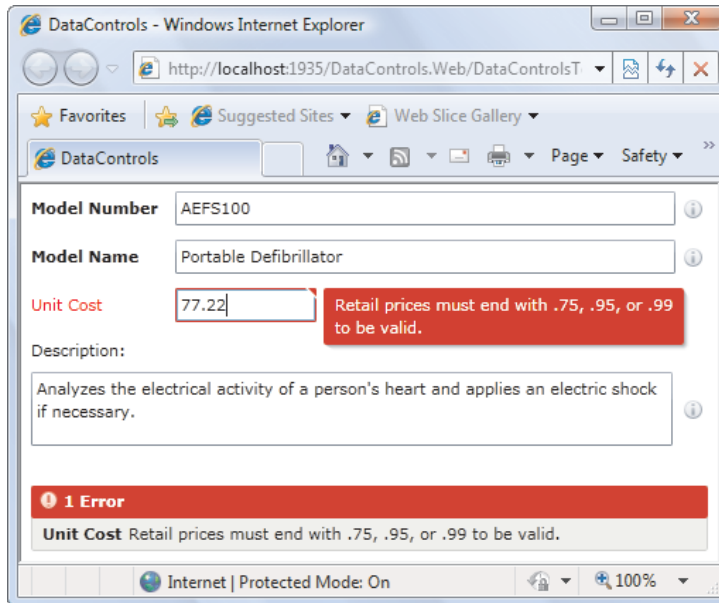 DataControls - Windows Internet Explorer
http://localhost:1935/DataControls.Web/DataControlsT
Favorites Suggested Sites Web Slice Gallery
DataControls Page Safety
Model Number AEFS100
Model Name Portable Defibrillator
Unit Cost 77.22 Retail prices must end with .75, .95, or .99
to be valid.
Description:
Analyzes the electrical activity of a person's heart and applies an electric shock
if necessary.
1 Error
Unit Cost Retail prices must end with .75, .95, or .99 to be valid.
Internet | Protected Mode: On 100%